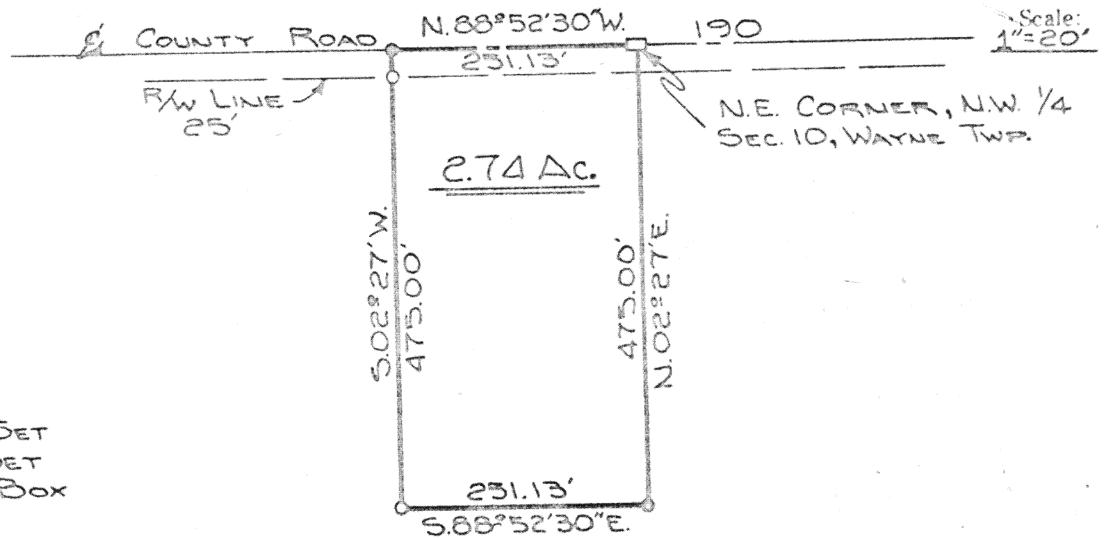 N.88°52'30"W.
℄ COUNTY ROAD
190
Scale:
1"=20'
251.13'
R/W LINE
25'
N.E. CORNER, N.W. 1/4
SEC. 10, WAYNE TWP.
2.74 AC.
S.02°27'W.
475.00'
475.00'
N.02°27'E.
SET
SET
BOX
251.13'
S.88°52'30"E.